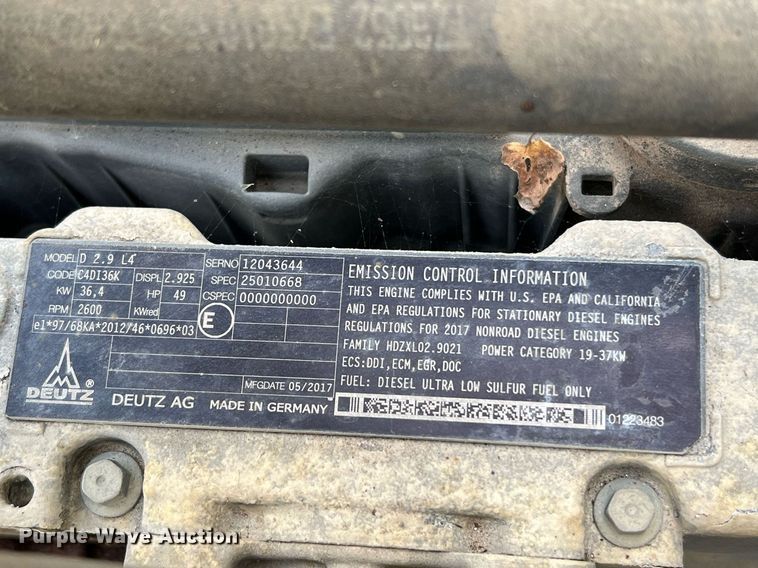 MODEL D 2.9 L4
CODE C4DI36K DISPL 2.925
KW 36,4 HP 49
RPM 2600 KWred
e1*97/68KA*2012/46*0696*03
SERNO 12043644
SPEC 25010668
CSPEC 0000000000
E
MFGDATE 05/2017
DEUTZ
DEUTZ AG MADE IN GERMANY
EMISSION CONTROL INFORMATION
THIS ENGINE COMPLIES WITH U.S. EPA AND CALIFORNIA
AND EPA REGULATIONS FOR STATIONARY DIESEL ENGINES
REGULATIONS FOR 2017 NONROAD DIESEL ENGINES
FAMILY HDZXL02.9021 POWER CATEGORY 19-37KW
ECS:DDI,ECM,EGR,DOC
FUEL: DIESEL ULTRA LOW SULFUR FUEL ONLY
01223483
Purple Wave Auction